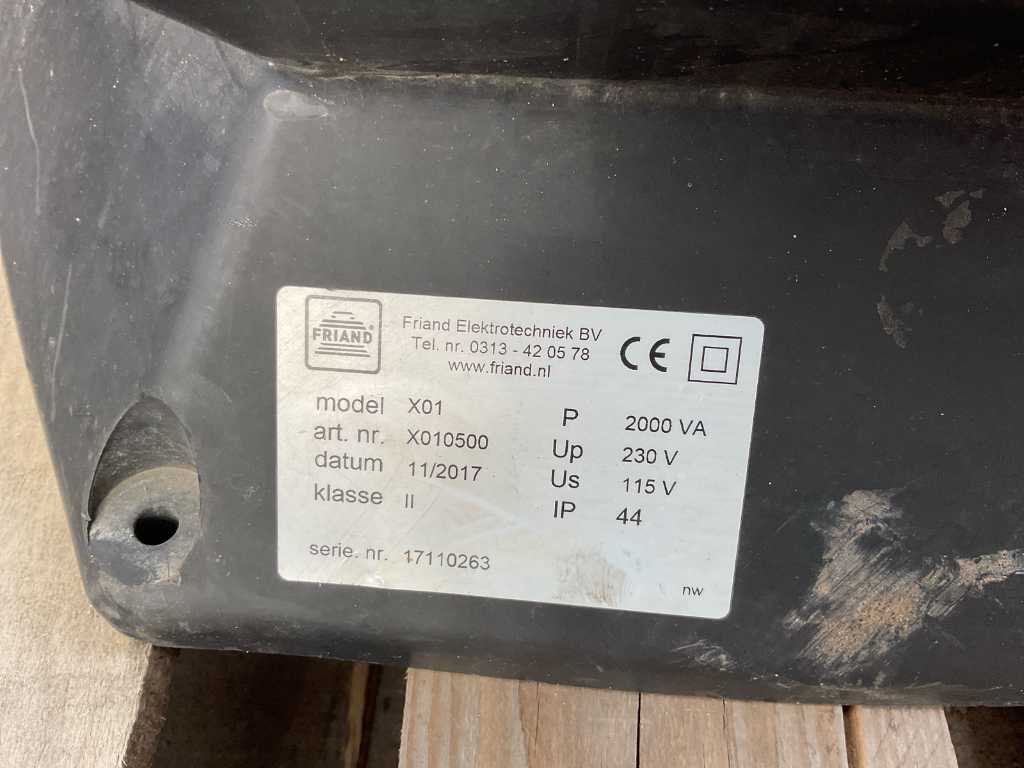 FRIAND®
Friand Elektrotechniek BV
Tel. nr. 0313 - 42 05 78
www.friand.nl
CE
model X01 P 2000 VA
art. nr. X010500 Up 230 V
datum 11/2017 Us 115 V
klasse II IP 44
serie. nr. 17110263
nw